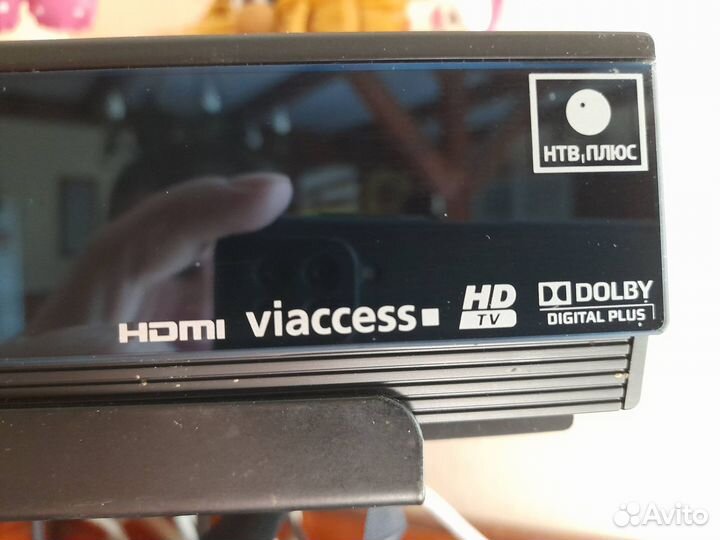 НТВ ПЛЮС
HDMI viaccess HD TV DOLBY DIGITAL PLUS
Avito